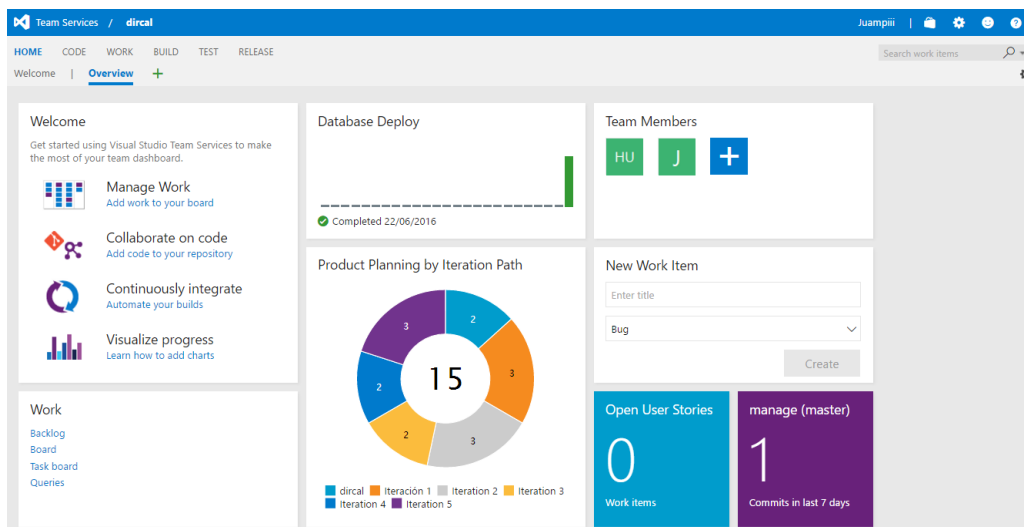 Team Services / dircal
Juampiii | ?
HOME CODE WORK BUILD TEST RELEASE
Search work items
Welcome | Overview +
Welcome
Get started using Visual Studio Team Services to make
the most of your team dashboard.
Manage Work
Add work to your board
Collaborate on code
Add code to your repository
Continuously integrate
Automate your builds
Visualize progress
Learn how to add charts
Work
Backlog
Board
Task board
Queries
Database Deploy
Completed 22/06/2016
Product Planning by Iteration Path
2
3
3
2
2
3
15
dircal Iteración 1 Iteration 2 Iteration 3
Iteration 4 Iteration 5
Team Members
HU J +
New Work Item
Enter title
Bug
Create
Open User Stories
0
Work items
manage (master)
1
Commits in last 7 days